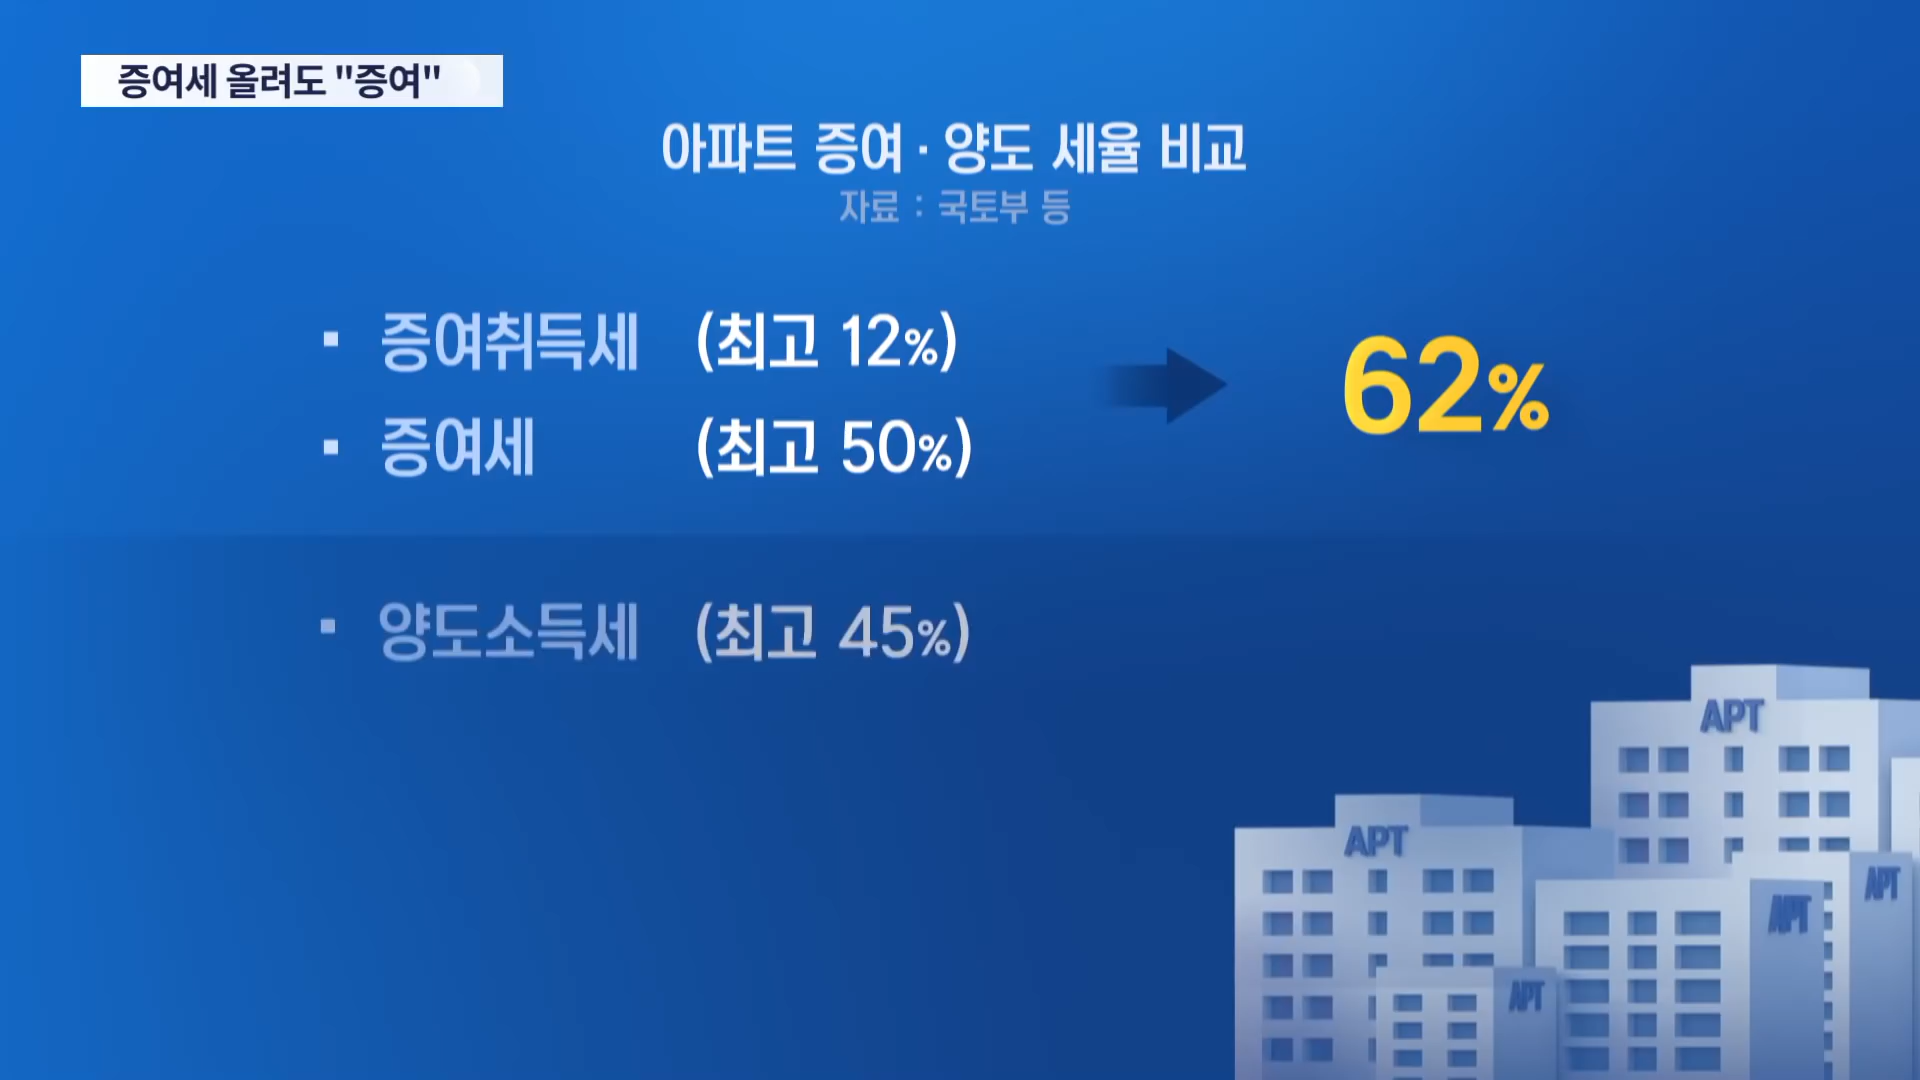 증여세 올려도 "증여"
아파트 증여·양도 세율 비교
자료 : 국토부 등
▪ 증여취득세 (최고 12%)
62%
▪ 증여세 (최고 50%)
▪ 양도소득세 (최고 45%)
APT
APT
APT
APT
APT